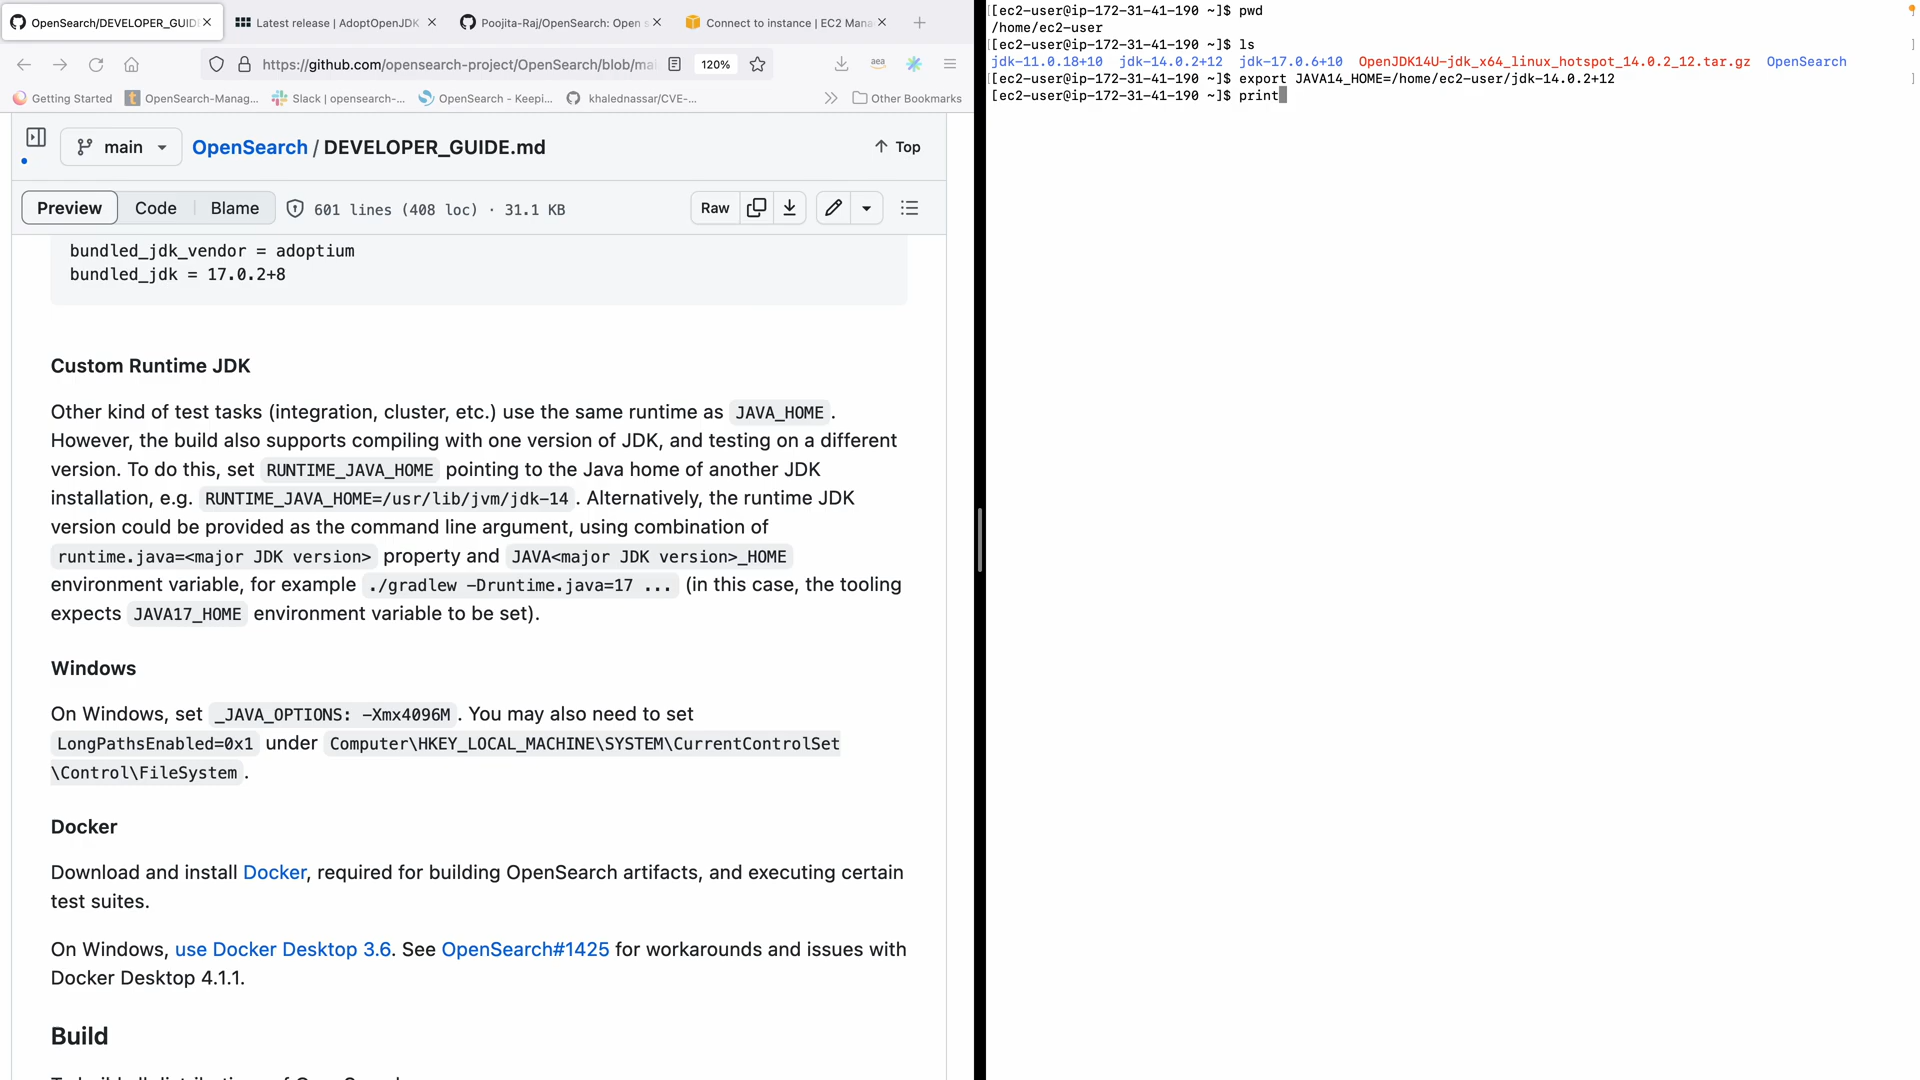 OpenSearch/DEVELOPER_GUID
Latest release | AdoptOpenJDK
Poojita-Raj/OpenSearch: Open s
Connect to instance | EC2 Mana
https://github.com/opensearch-project/OpenSearch/blob/mai
120%
aea
Getting Started
OpenSearch-Manag...
Slack | opensearch-...
OpenSearch - Keepi...
khalednassar/CVE-...
Other Bookmarks
main
OpenSearch / DEVELOPER_GUIDE.md
Top
Preview
Code
Blame
601 lines (408 loc) · 31.1 KB
Raw
bundled_jdk_vendor = adoptium
bundled_jdk = 17.0.2+8
Custom Runtime JDK
Other kind of test tasks (integration, cluster, etc.) use the same runtime as JAVA_HOME.
However, the build also supports compiling with one version of JDK, and testing on a different
version. To do this, set RUNTIME_JAVA_HOME pointing to the Java home of another JDK
installation, e.g. RUNTIME_JAVA_HOME=/usr/lib/jvm/jdk-14. Alternatively, the runtime JDK
version could be provided as the command line argument, using combination of
runtime.java=<major JDK version> property and JAVA<major JDK version>_HOME
environment variable, for example ./gradlew -Druntime.java=17 ... (in this case, the tooling
expects JAVA17_HOME environment variable to be set).
Windows
On Windows, set _JAVA_OPTIONS: -Xmx4096M. You may also need to set
LongPathsEnabled=0x1 under Computer\HKEY_LOCAL_MACHINE\SYSTEM\CurrentControlSet
\Control\FileSystem.
Docker
Download and install Docker, required for building OpenSearch artifacts, and executing certain
test suites.
On Windows, use Docker Desktop 3.6. See OpenSearch#1425 for workarounds and issues with
Docker Desktop 4.1.1.
Build
[[ec2-user@ip-172-31-41-190 ~]$ pwd
/home/ec2-user
[[ec2-user@ip-172-31-41-190 ~]$ ls
jdk-11.0.18+10 jdk-14.0.2+12 jdk-17.0.6+10 OpenJDK14U-jdk_x64_linux_hotspot_14.0.2_12.tar.gz OpenSearch
[[ec2-user@ip-172-31-41-190 ~]$ export JAVA14_HOME=/home/ec2-user/jdk-14.0.2+12
[ec2-user@ip-172-31-41-190 ~]$ print